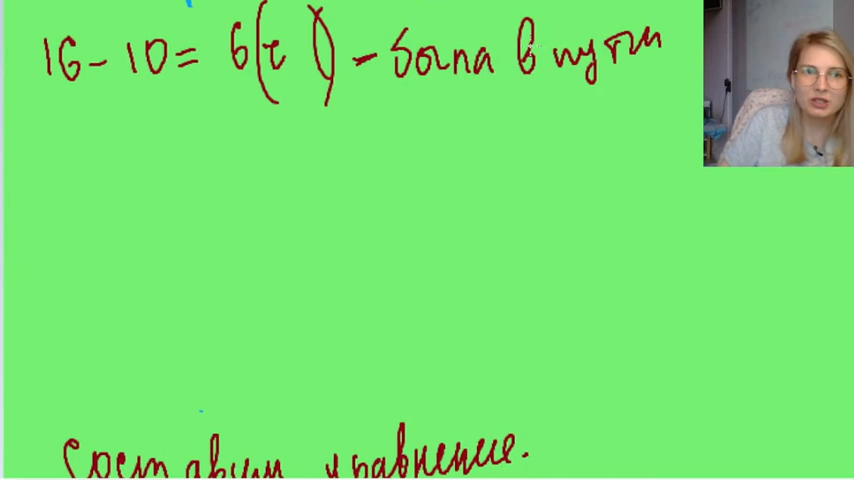 16 - 10 = 6 (ч) - была в пути
Составим уравнение.